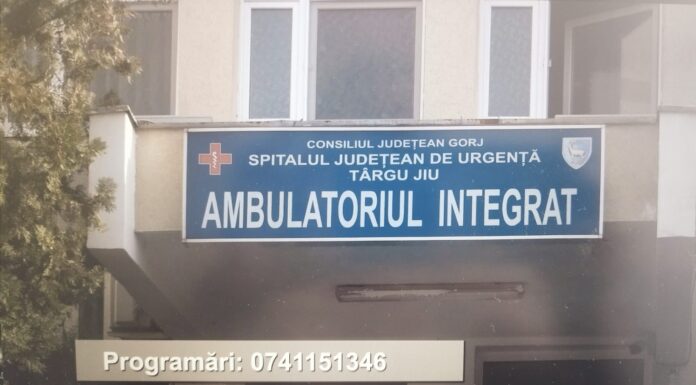 CONSILIUL JUDEȚEAN GORJ
SPITALUL JUDEȚEAN DE URGENȚĂ
TÂRGU JIU
AMBULATORIUL INTEGRAT
Programări: 0741151346